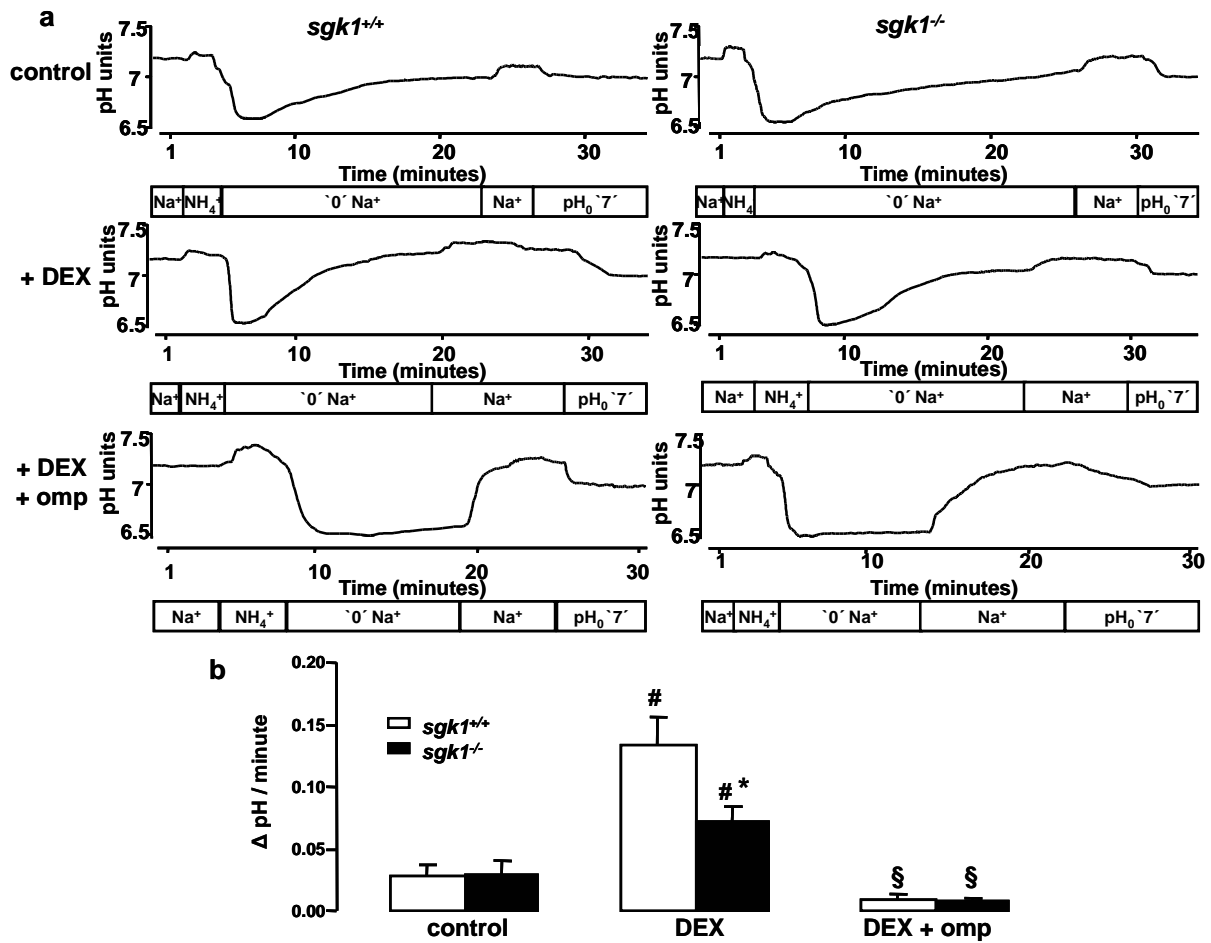 a
sgk1+/+
sgk1-/-
control
pH units
7.5
7
6.5
1 10 20 30
Time (minutes)
Na+ NH4+ `0´ Na+ Na+ pH0 `7´
pH units
7.5
7
6.5
1 10 20 30
Time (minutes)
Na+ NH4 `0´ Na+ Na+ pH0 `7´
+ DEX
pH units
7.5
7
6.5
1 10 20 30
Time (minutes)
Na+ NH4+ `0´ Na+ Na+ pH0 `7´
pH units
7.5
7
6.5
1 10 20 30
Time (minutes)
Na+ NH4+ `0´ Na+ Na+ pH0 `7´
+ DEX
+ omp
pH units
7.5
7
6.5
1 10 20 30
Time (minutes)
Na+ NH4+ `0´ Na+ Na+ pH0 `7´
pH units
7.5
7
6.5
1 10 20 30
Time (minutes)
Na+ NH4+ `0´ Na+ Na+ pH0 `7´
b
Δ pH / minute
0.20
0.15
0.10
0.05
0.00
sgk1+/+
sgk1-/-
#
# *
§ §
control DEX DEX + omp